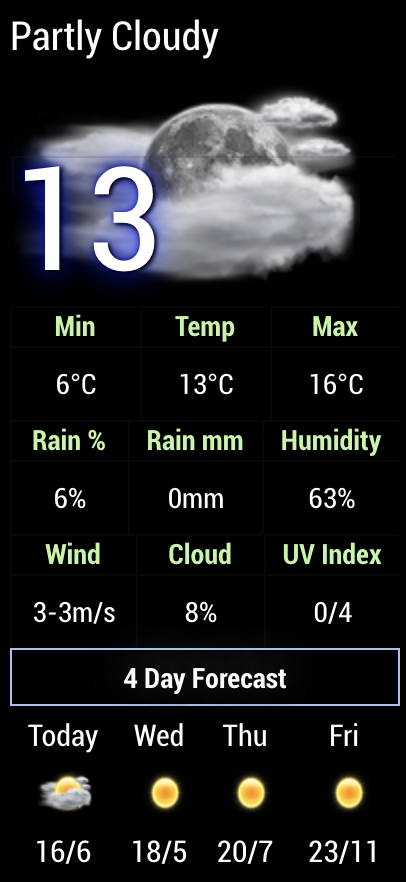 Partly Cloudy
13
Min Temp Max
6°C 13°C 16°C
Rain % Rain mm Humidity
6% 0mm 63%
Wind Cloud UV Index
3-3m/s 8% 0/4
4 Day Forecast
Today Wed Thu Fri
16/6 18/5 20/7 23/11